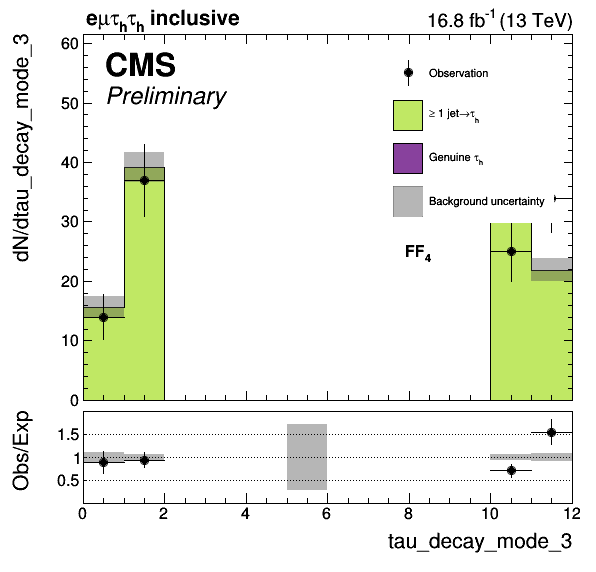 eμτhτh inclusive
16.8 fb-1 (13 TeV)
dN/dtau_decay_mode_3
60
50
40
30
20
10
0
CMS
Preliminary
Observation
≥ 1 jet→τh
Genuine τh
Background uncertainty
FF4
Obs/Exp
1.5
1
0.5
0 2 4 6 8 10 12
tau_decay_mode_3